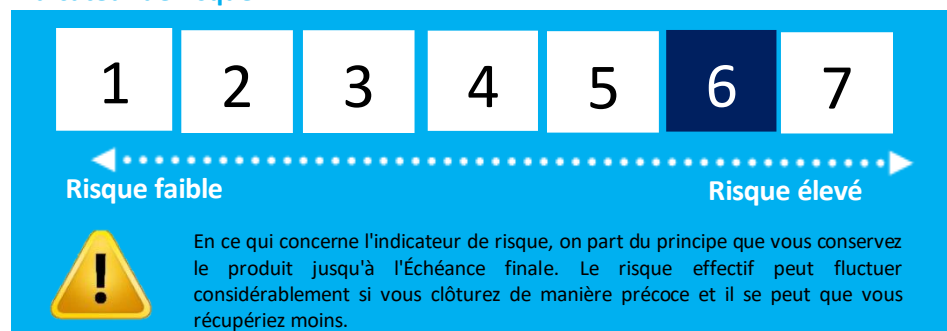 1 2 3 4 5 6 7
Risque faible Risque élevé
En ce qui concerne l'indicateur de risque, on part du principe que vous conservez
le produit jusqu'à l'Échéance finale. Le risque effectif peut fluctuer
considérablement si vous clôturez de manière précoce et il se peut que vous
récupériez moins.